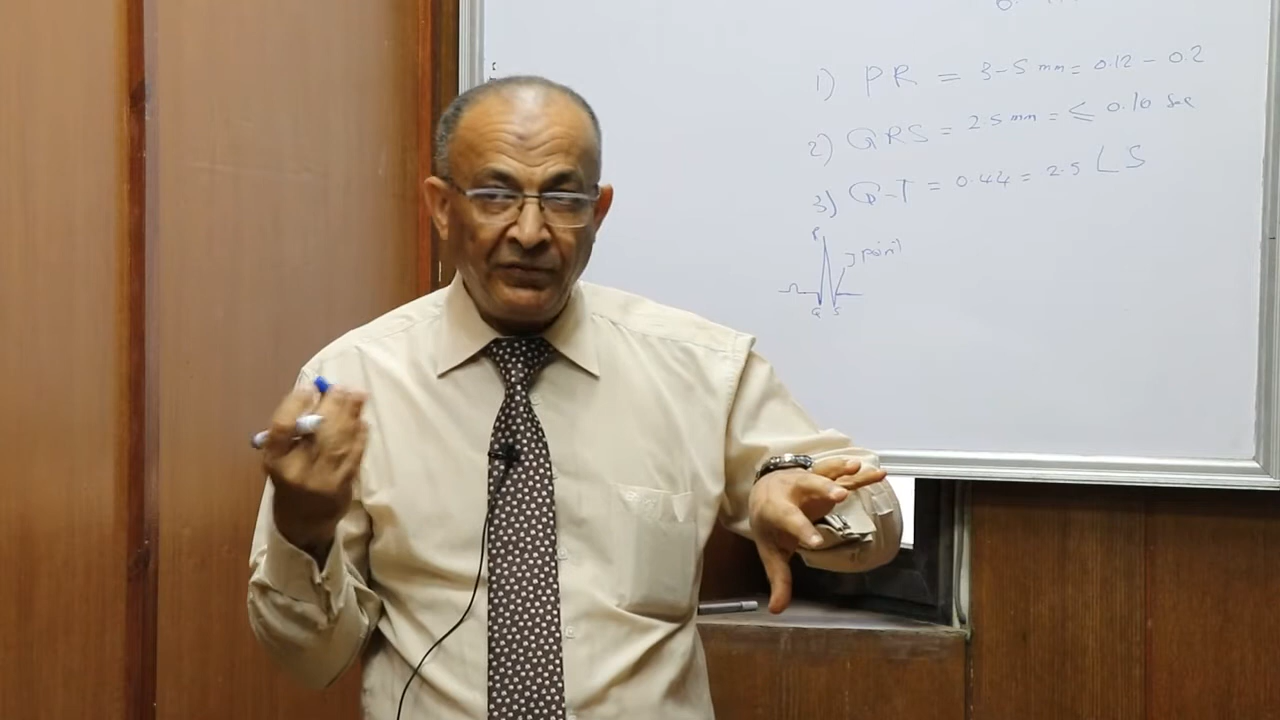 1) PR = 3-5 mm = 0.12 - 0.2
2) QRS = 2.5 mm = ≤ 0.10 sec
3) Q-T = 0.44 = 2.5 LS
R
J point
Q S